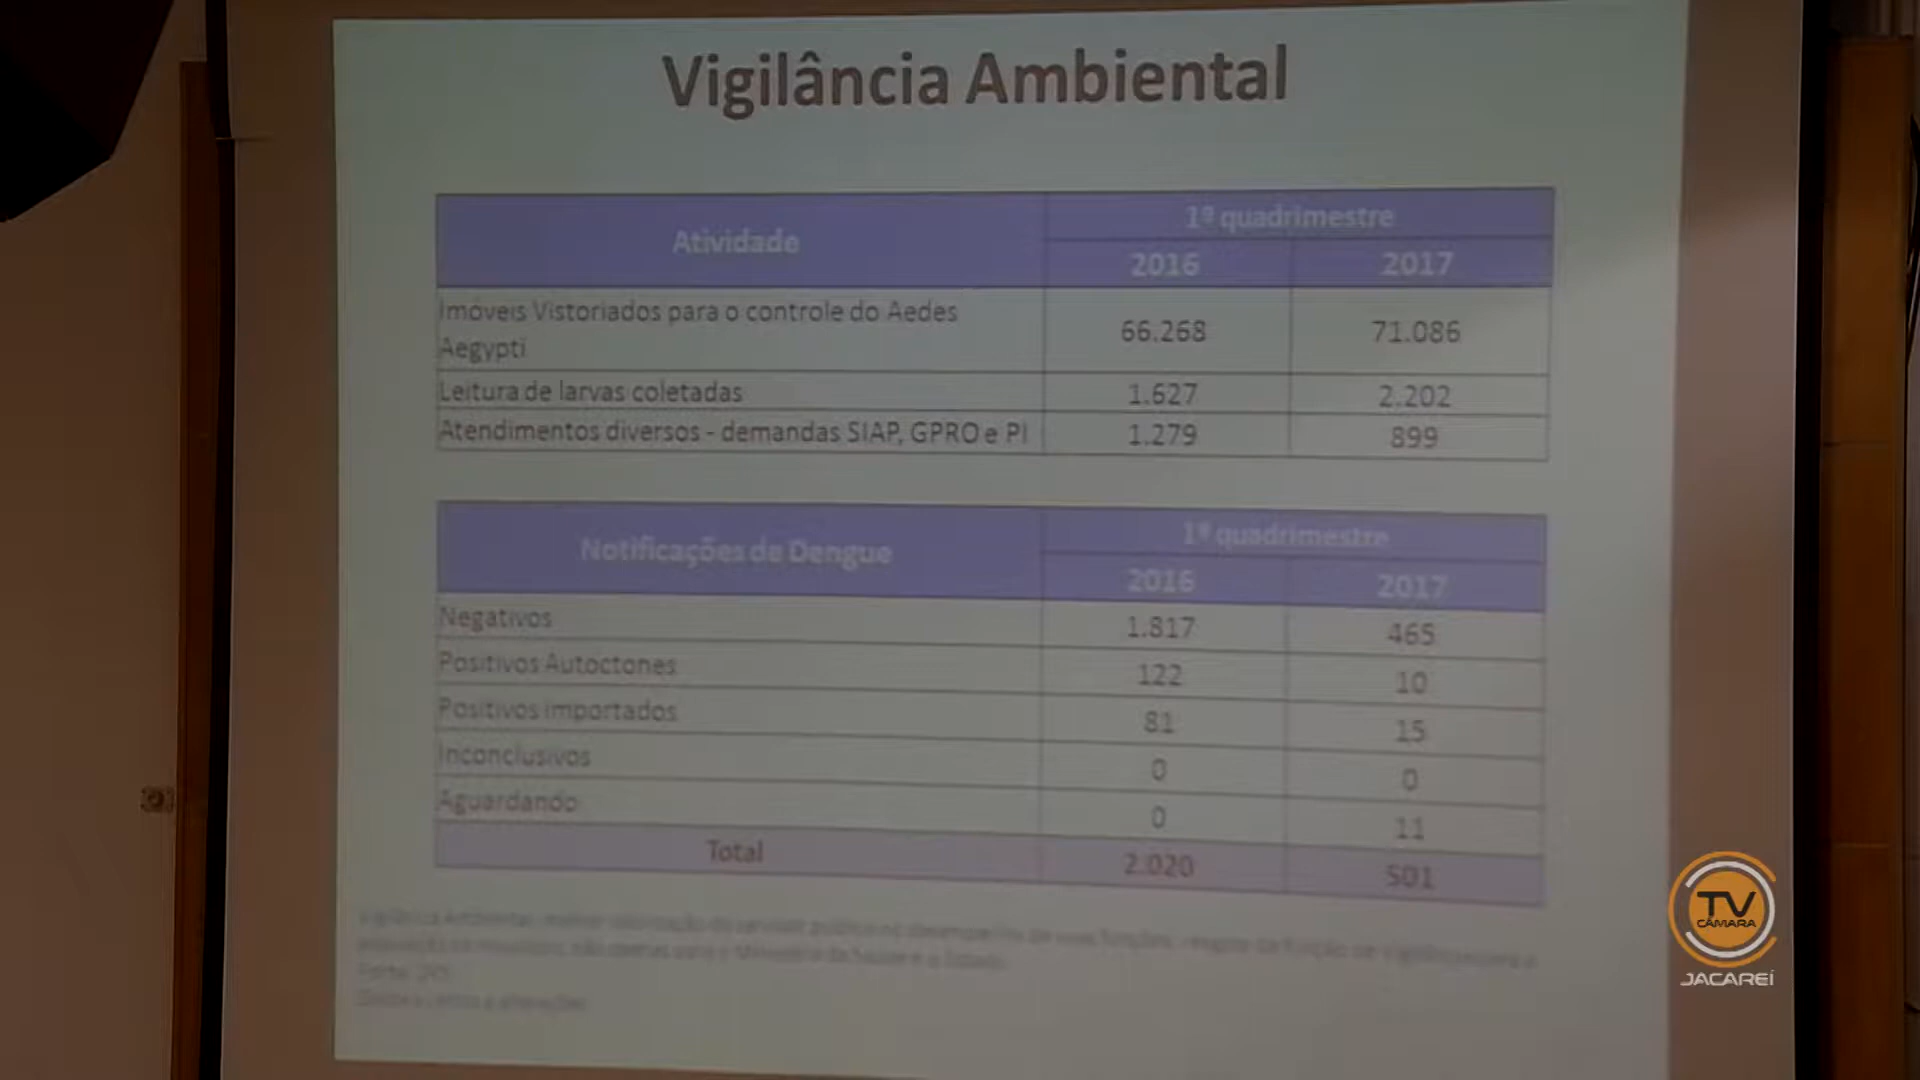 Vigilância Ambiental
Atividade
1º quadrimestre
2016 2017
Imóveis Vistoriados para o controle do Aedes
Aegypti
66.268 71.086
Leitura de larvas coletadas 1.627 2.202
Atendimentos diversos - demandas SIAP, GPRO e PI 1.279 899
Notificações de Dengue
1º quadrimestre
2016 2017
Negativos 1.817 465
Positivos Autoctones 122 10
Positivos importados 81 15
Inconclusivos 0 0
Aguardando 0 11
Total 2.020 501
TV
CÂMARA
JACAREÍ